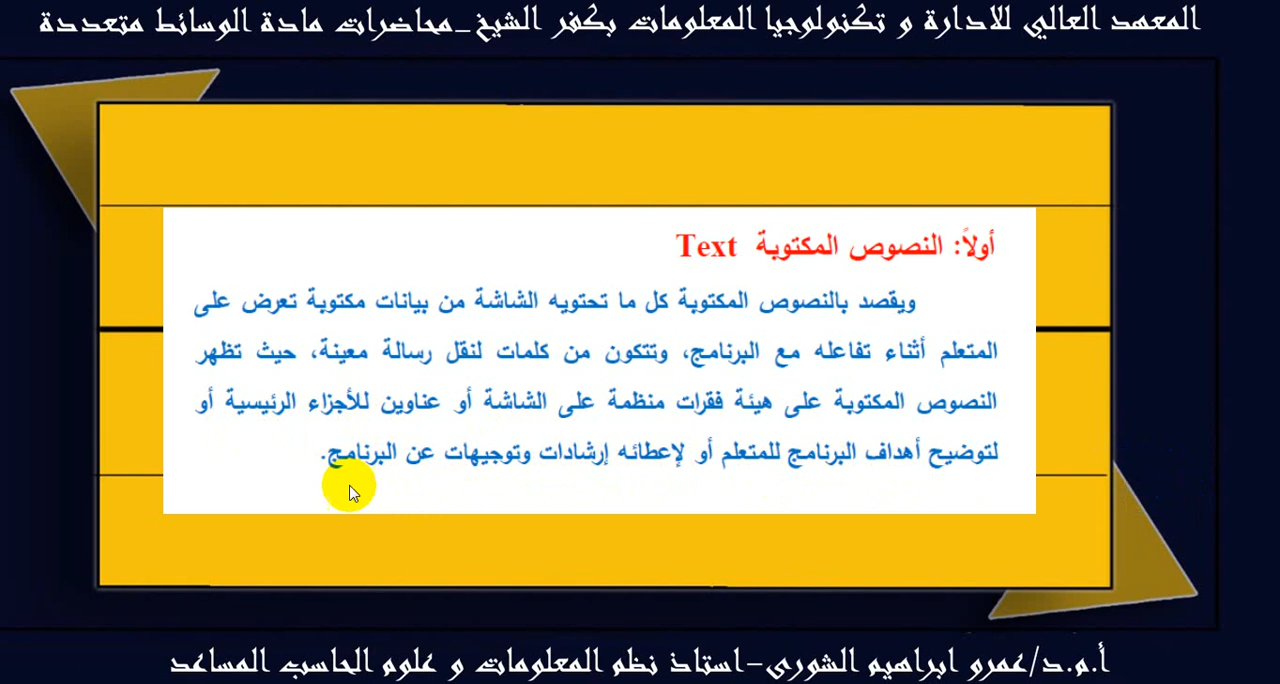 المعهد العالي للادارة و تكنولوجيا المعلومات بكفر الشيخ_محاضرات مادة الوسائط متعددة
أولاً: النصوص المكتوبة Text
ويقصد بالنصوص المكتوبة كل ما تحتويه الشاشة من بيانات مكتوبة تعرض على
المتعلم أثناء تفاعله مع البرنامج، وتتكون من كلمات لنقل رسالة معينة، حيث تظهر
النصوص المكتوبة على هيئة فقرات منظمة على الشاشة أو عناوين للأجزاء الرئيسية أو
لتوضيح أهداف البرنامج للمتعلم أو لإعطائه إرشادات وتوجيهات عن البرنامج.
أ.م.د/عمرو ابراهيم الشورى-استاذ نظم المعلومات و علوم الحاسب المساعد